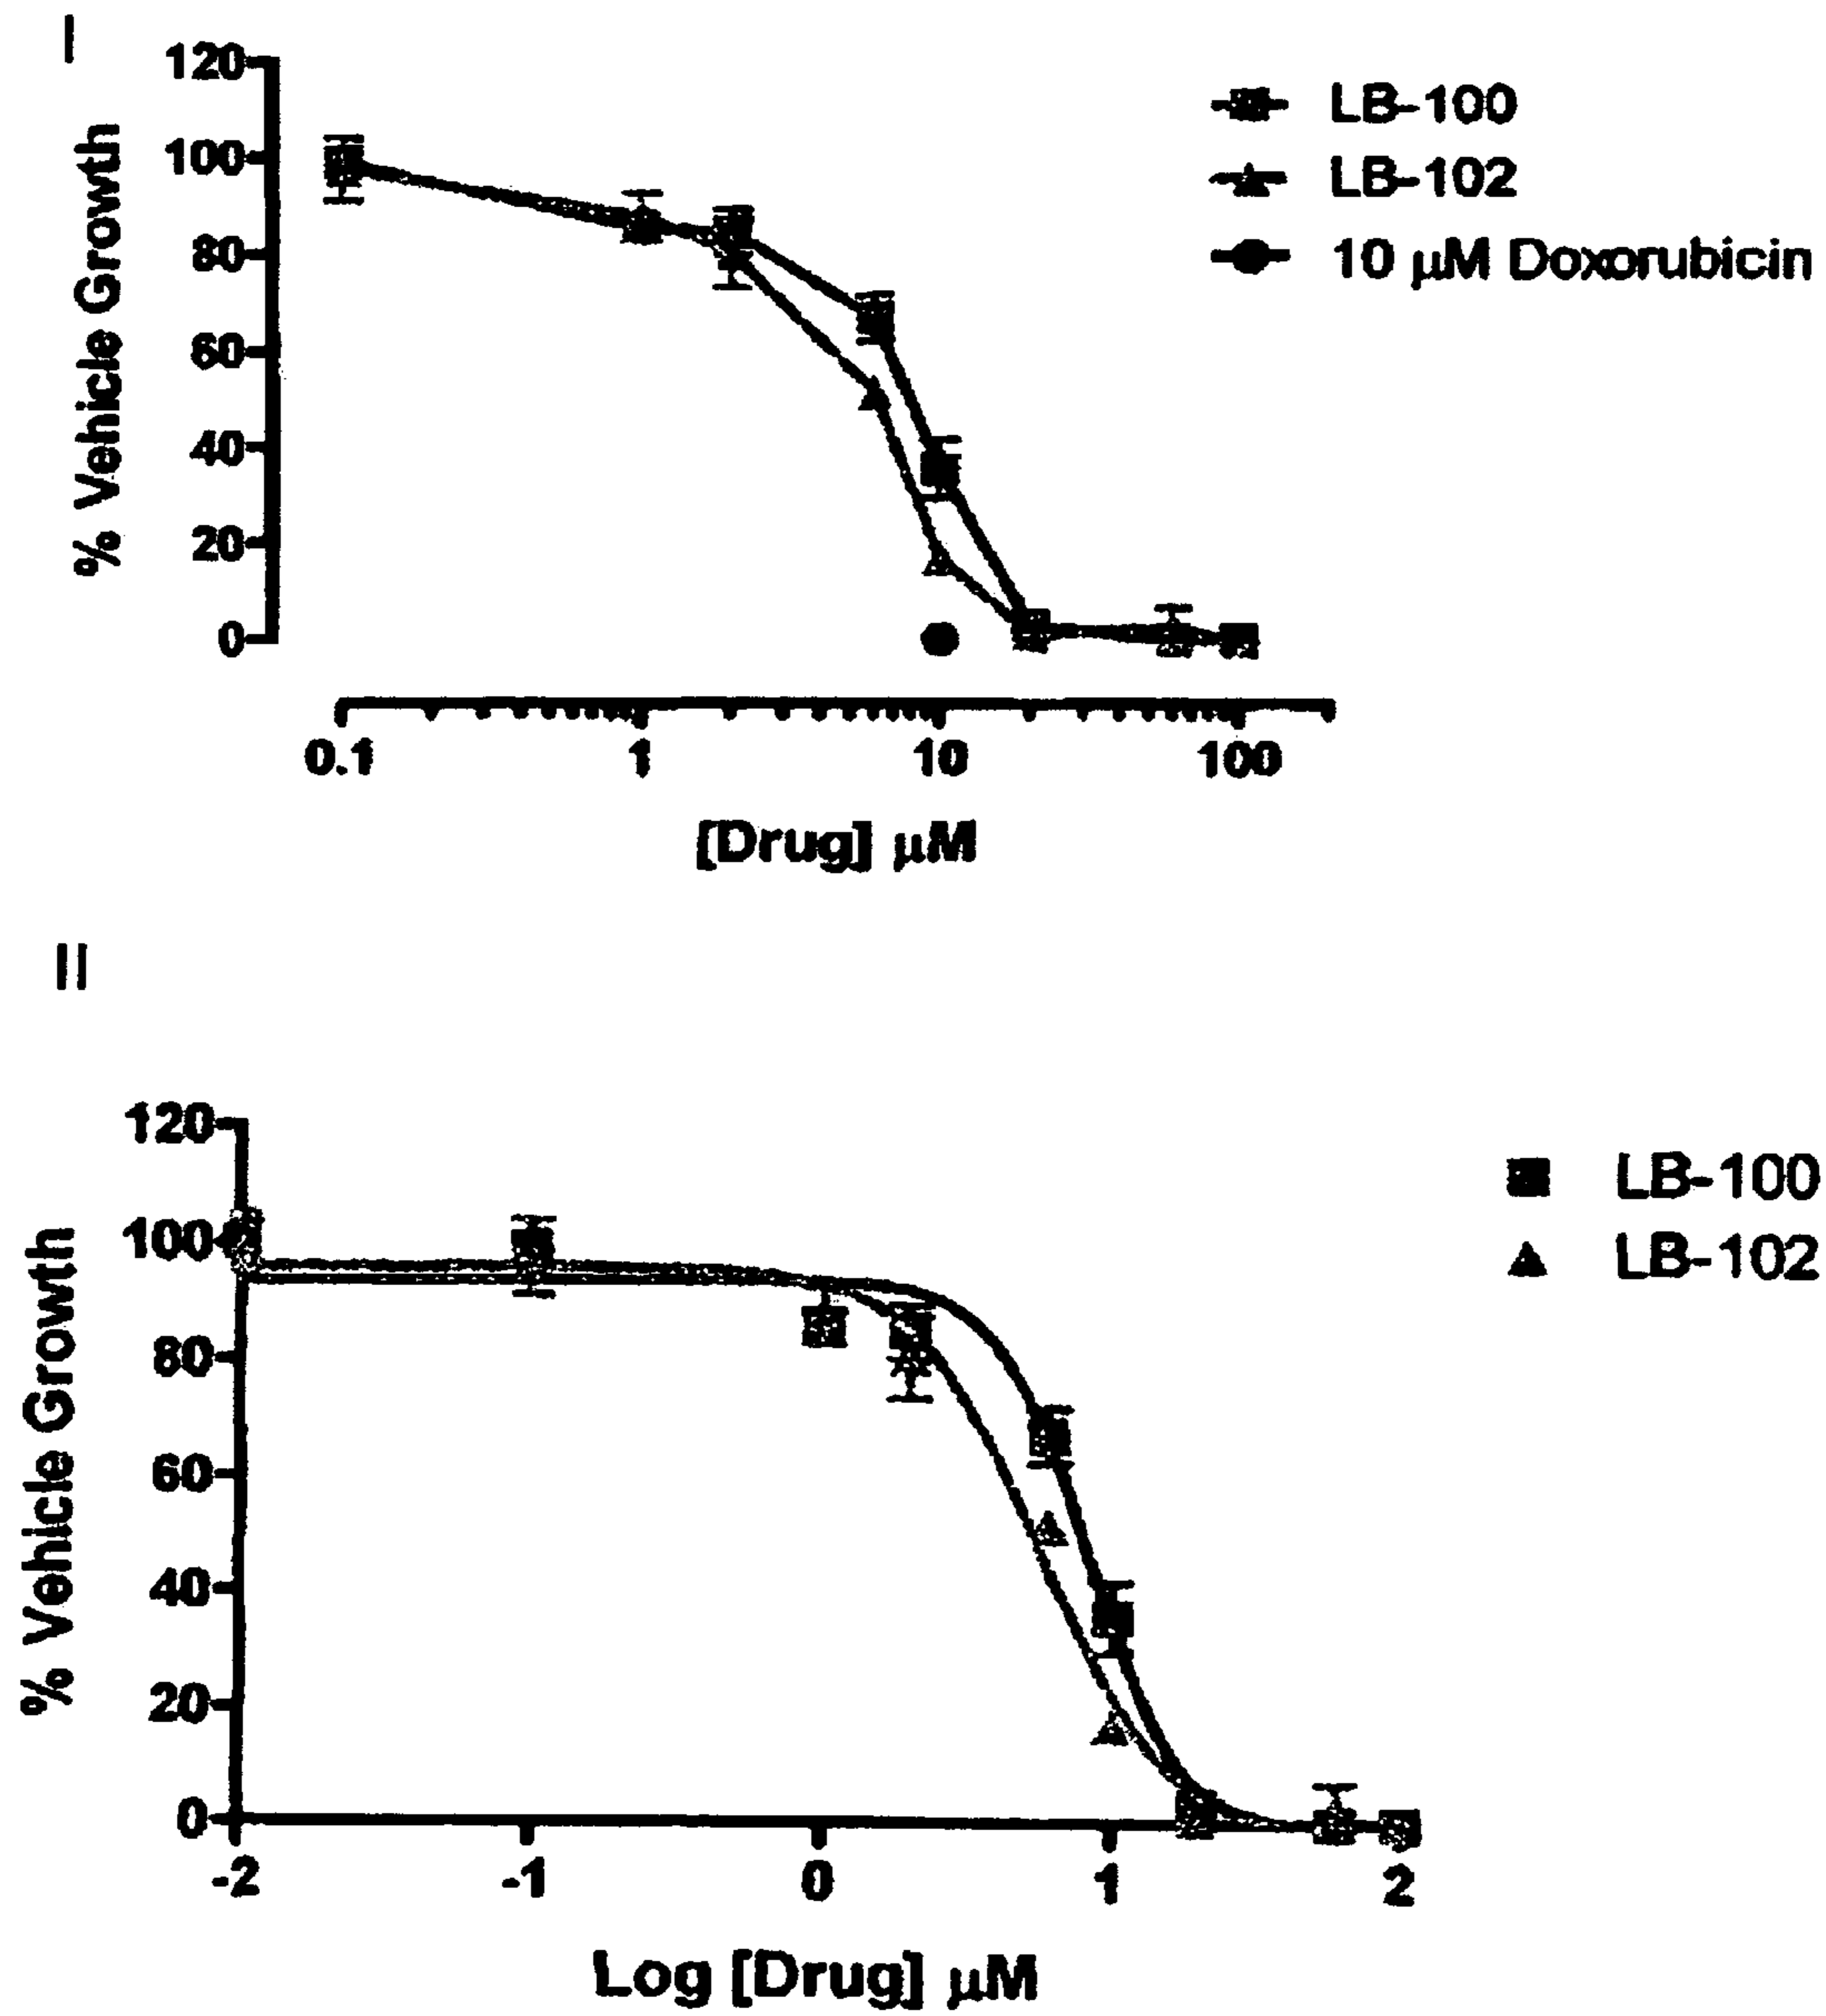 I
% Vehicle Growth
120
100
80
60
40
20
0
LB-100
LB-102
10 µM Doxorubicin
0.1 1 10 100
[Drug] µM
II
% Vehicle Growth
120
100
80
60
40
20
0
LB-100
LB-102
-2 -1 0 1 2
Log [Drug] µM